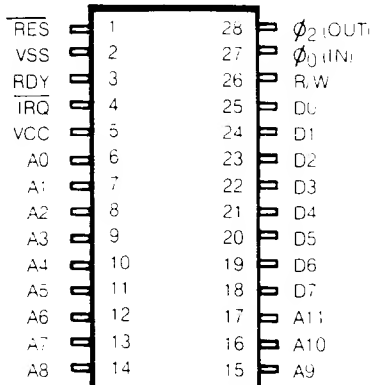 RES 1 28 ϕ2 (OUT)
VSS 2 27 ϕ0 (IN)
RDY 3 26 R/W
IRQ 4 25 D0
VCC 5 24 D1
A0 6 23 D2
A1 7 22 D3
A2 8 21 D4
A3 9 20 D5
A4 10 19 D6
A5 11 18 D7
A6 12 17 A11
A7 13 16 A10
A8 14 15 A9